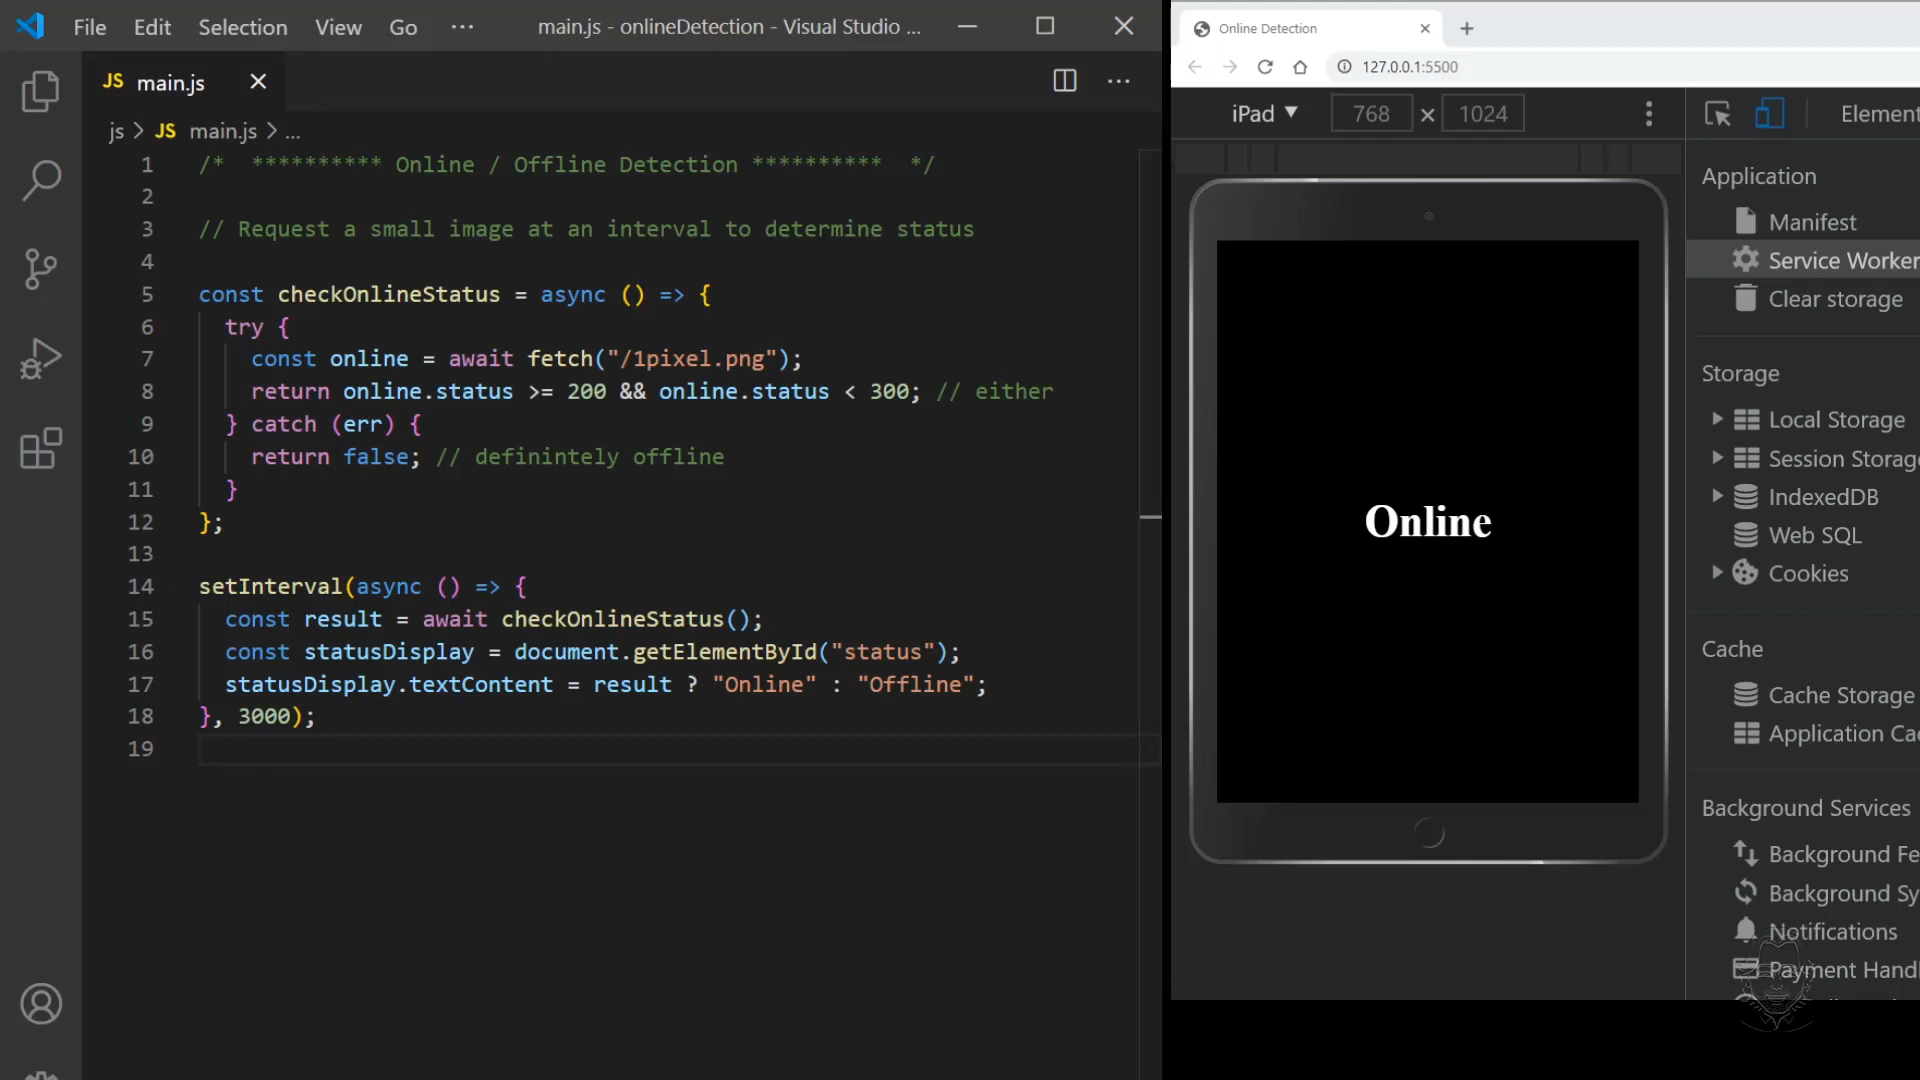 File Edit Selection View Go ··· main.js - onlineDetection - Visual Studio ...
JS main.js
js > JS main.js > ...
1 /* ********** Online / Offline Detection ********** */
2
3 // Request a small image at an interval to determine status
4
5 const checkOnlineStatus = async () => {
6 try {
7 const online = await fetch("/1pixel.png");
8 return online.status >= 200 && online.status < 300; // either
9 } catch (err) {
10 return false; // definintely offline
11 }
12 };
13
14 setInterval(async () => {
15 const result = await checkOnlineStatus();
16 const statusDisplay = document.getElementById("status");
17 statusDisplay.textContent = result ? "Online" : "Offline";
18 }, 3000);
19
Online Detection
127.0.0.1:5500
iPad ▼ 768 × 1024
Element
Online
Application
Manifest
Service Worker
Clear storage
Storage
Local Storage
Session Storag
IndexedDB
Web SQL
Cookies
Cache
Cache Storage
Application Ca
Background Services
Background Fe
Background Sy
Notifications
Payment Handl